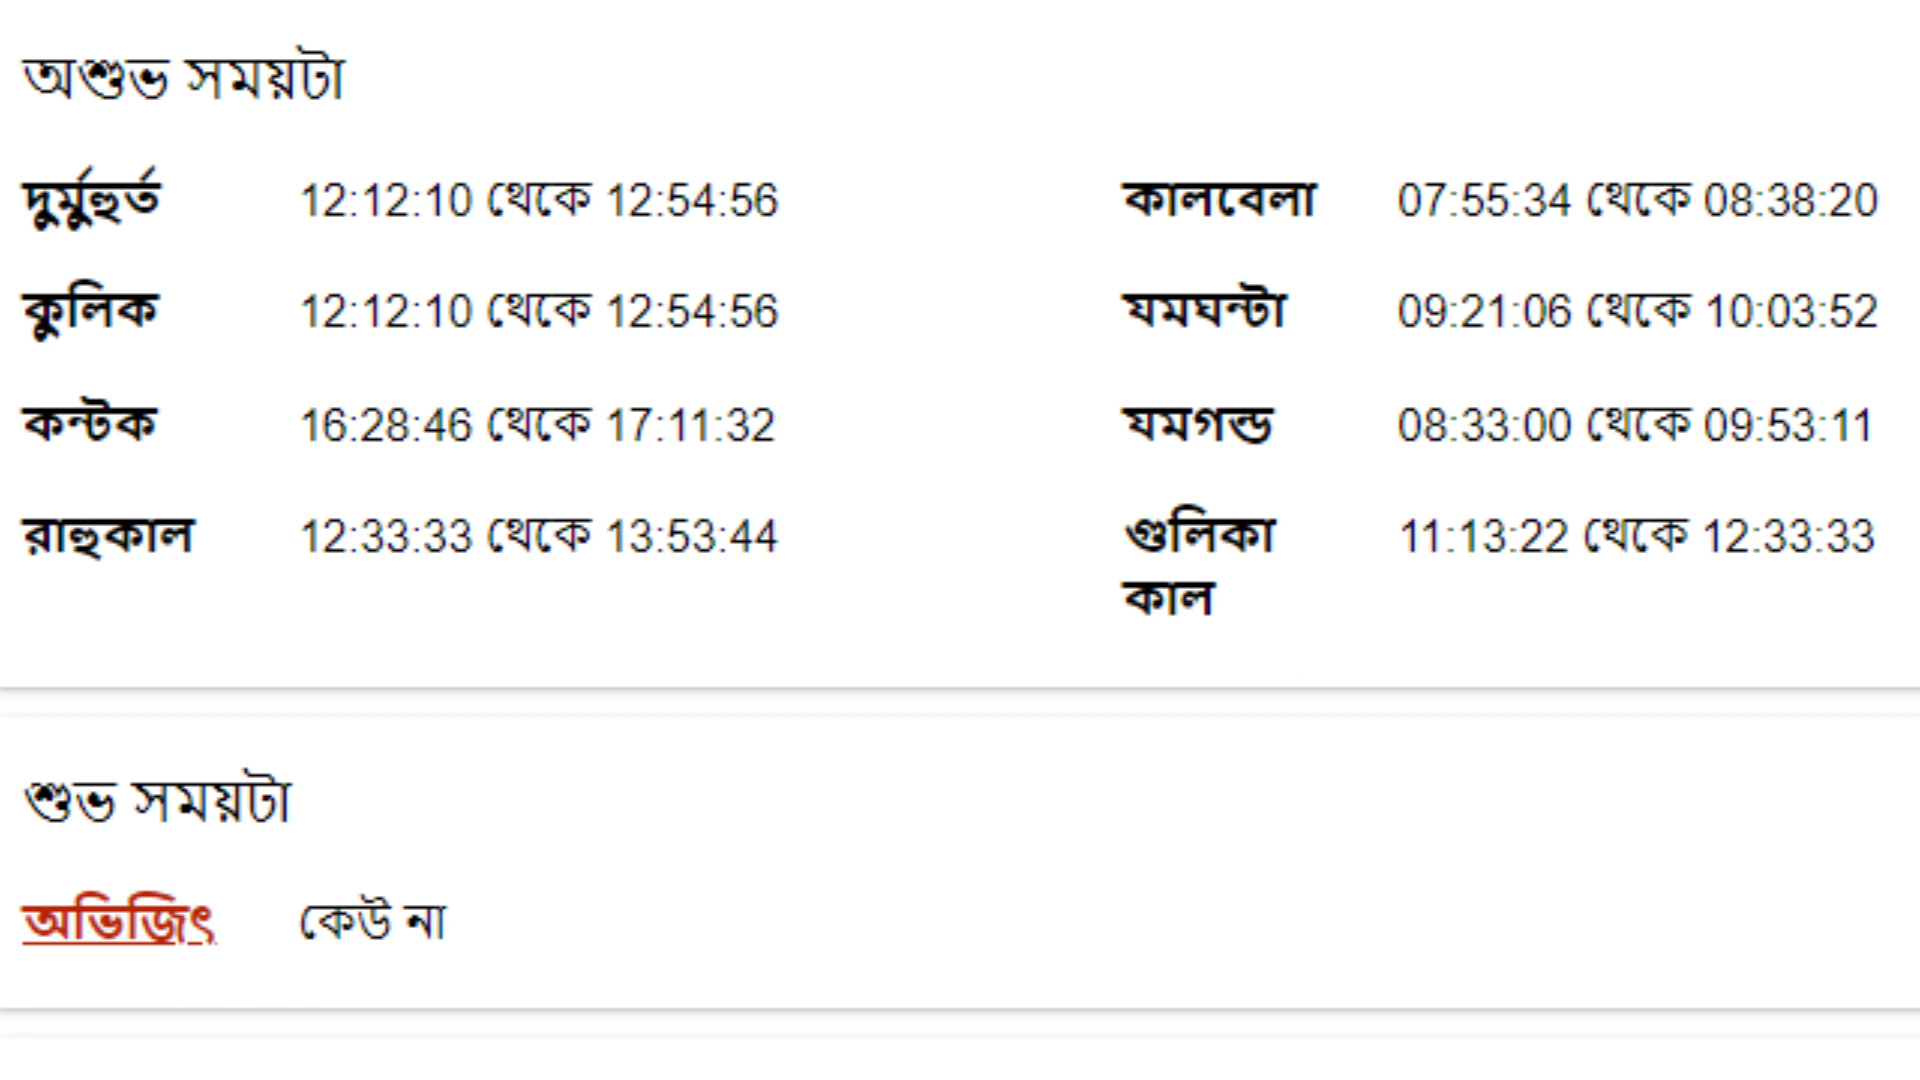 অশুভ সময়টা
দুর্মুহুর্ত 12:12:10 থেকে 12:54:56 কালবেলা 07:55:34 থেকে 08:38:20
কুলিক 12:12:10 থেকে 12:54:56 যমঘন্টা 09:21:06 থেকে 10:03:52
কন্টক 16:28:46 থেকে 17:11:32 যমগন্ড 08:33:00 থেকে 09:53:11
রাহুকাল 12:33:33 থেকে 13:53:44 গুলিকা 11:13:22 থেকে 12:33:33
কাল
শুভ সময়টা
অভিজিৎ কেউ না